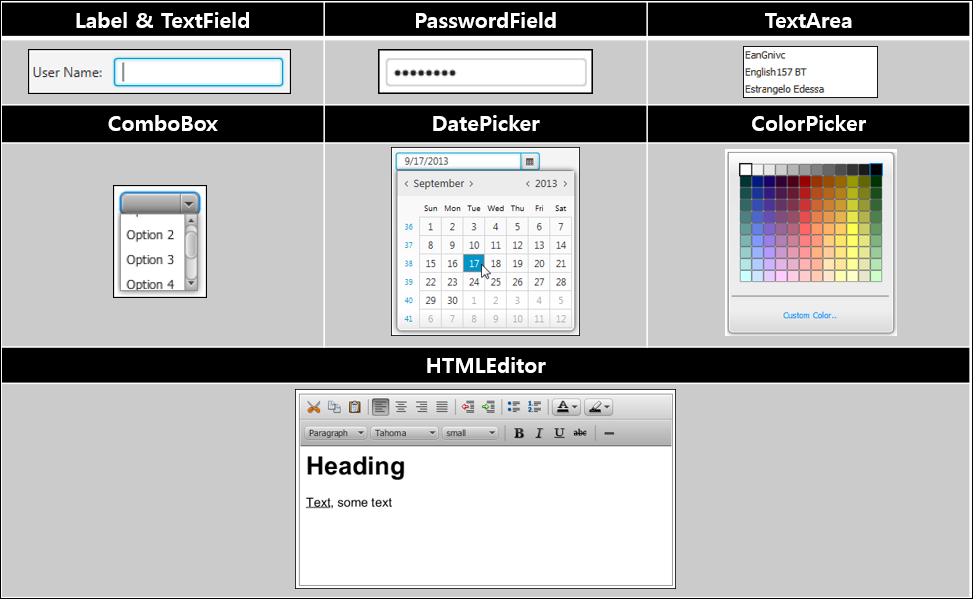 Label & TextField
PasswordField
TextArea
User Name:
EanGnivc
English157 BT
Estrangelo Edessa
ComboBox
DatePicker
ColorPicker
Option 2
Option 3
Option 4
9/17/2013
< September >
< 2013 >
Sun Mon Tue Wed Thu Fri Sat
36 1 2 3 4 5 6 7
37 8 9 10 11 12 13 14
38 15 16 17 18 19 20 21
39 22 23 24 25 26 27 28
40 29 30 1 2 3 4 5
41 6 7 8 9 10 11 12
Custom Color...
HTMLEditor
Paragraph Tahoma small B I U abc
Heading
Text, some text